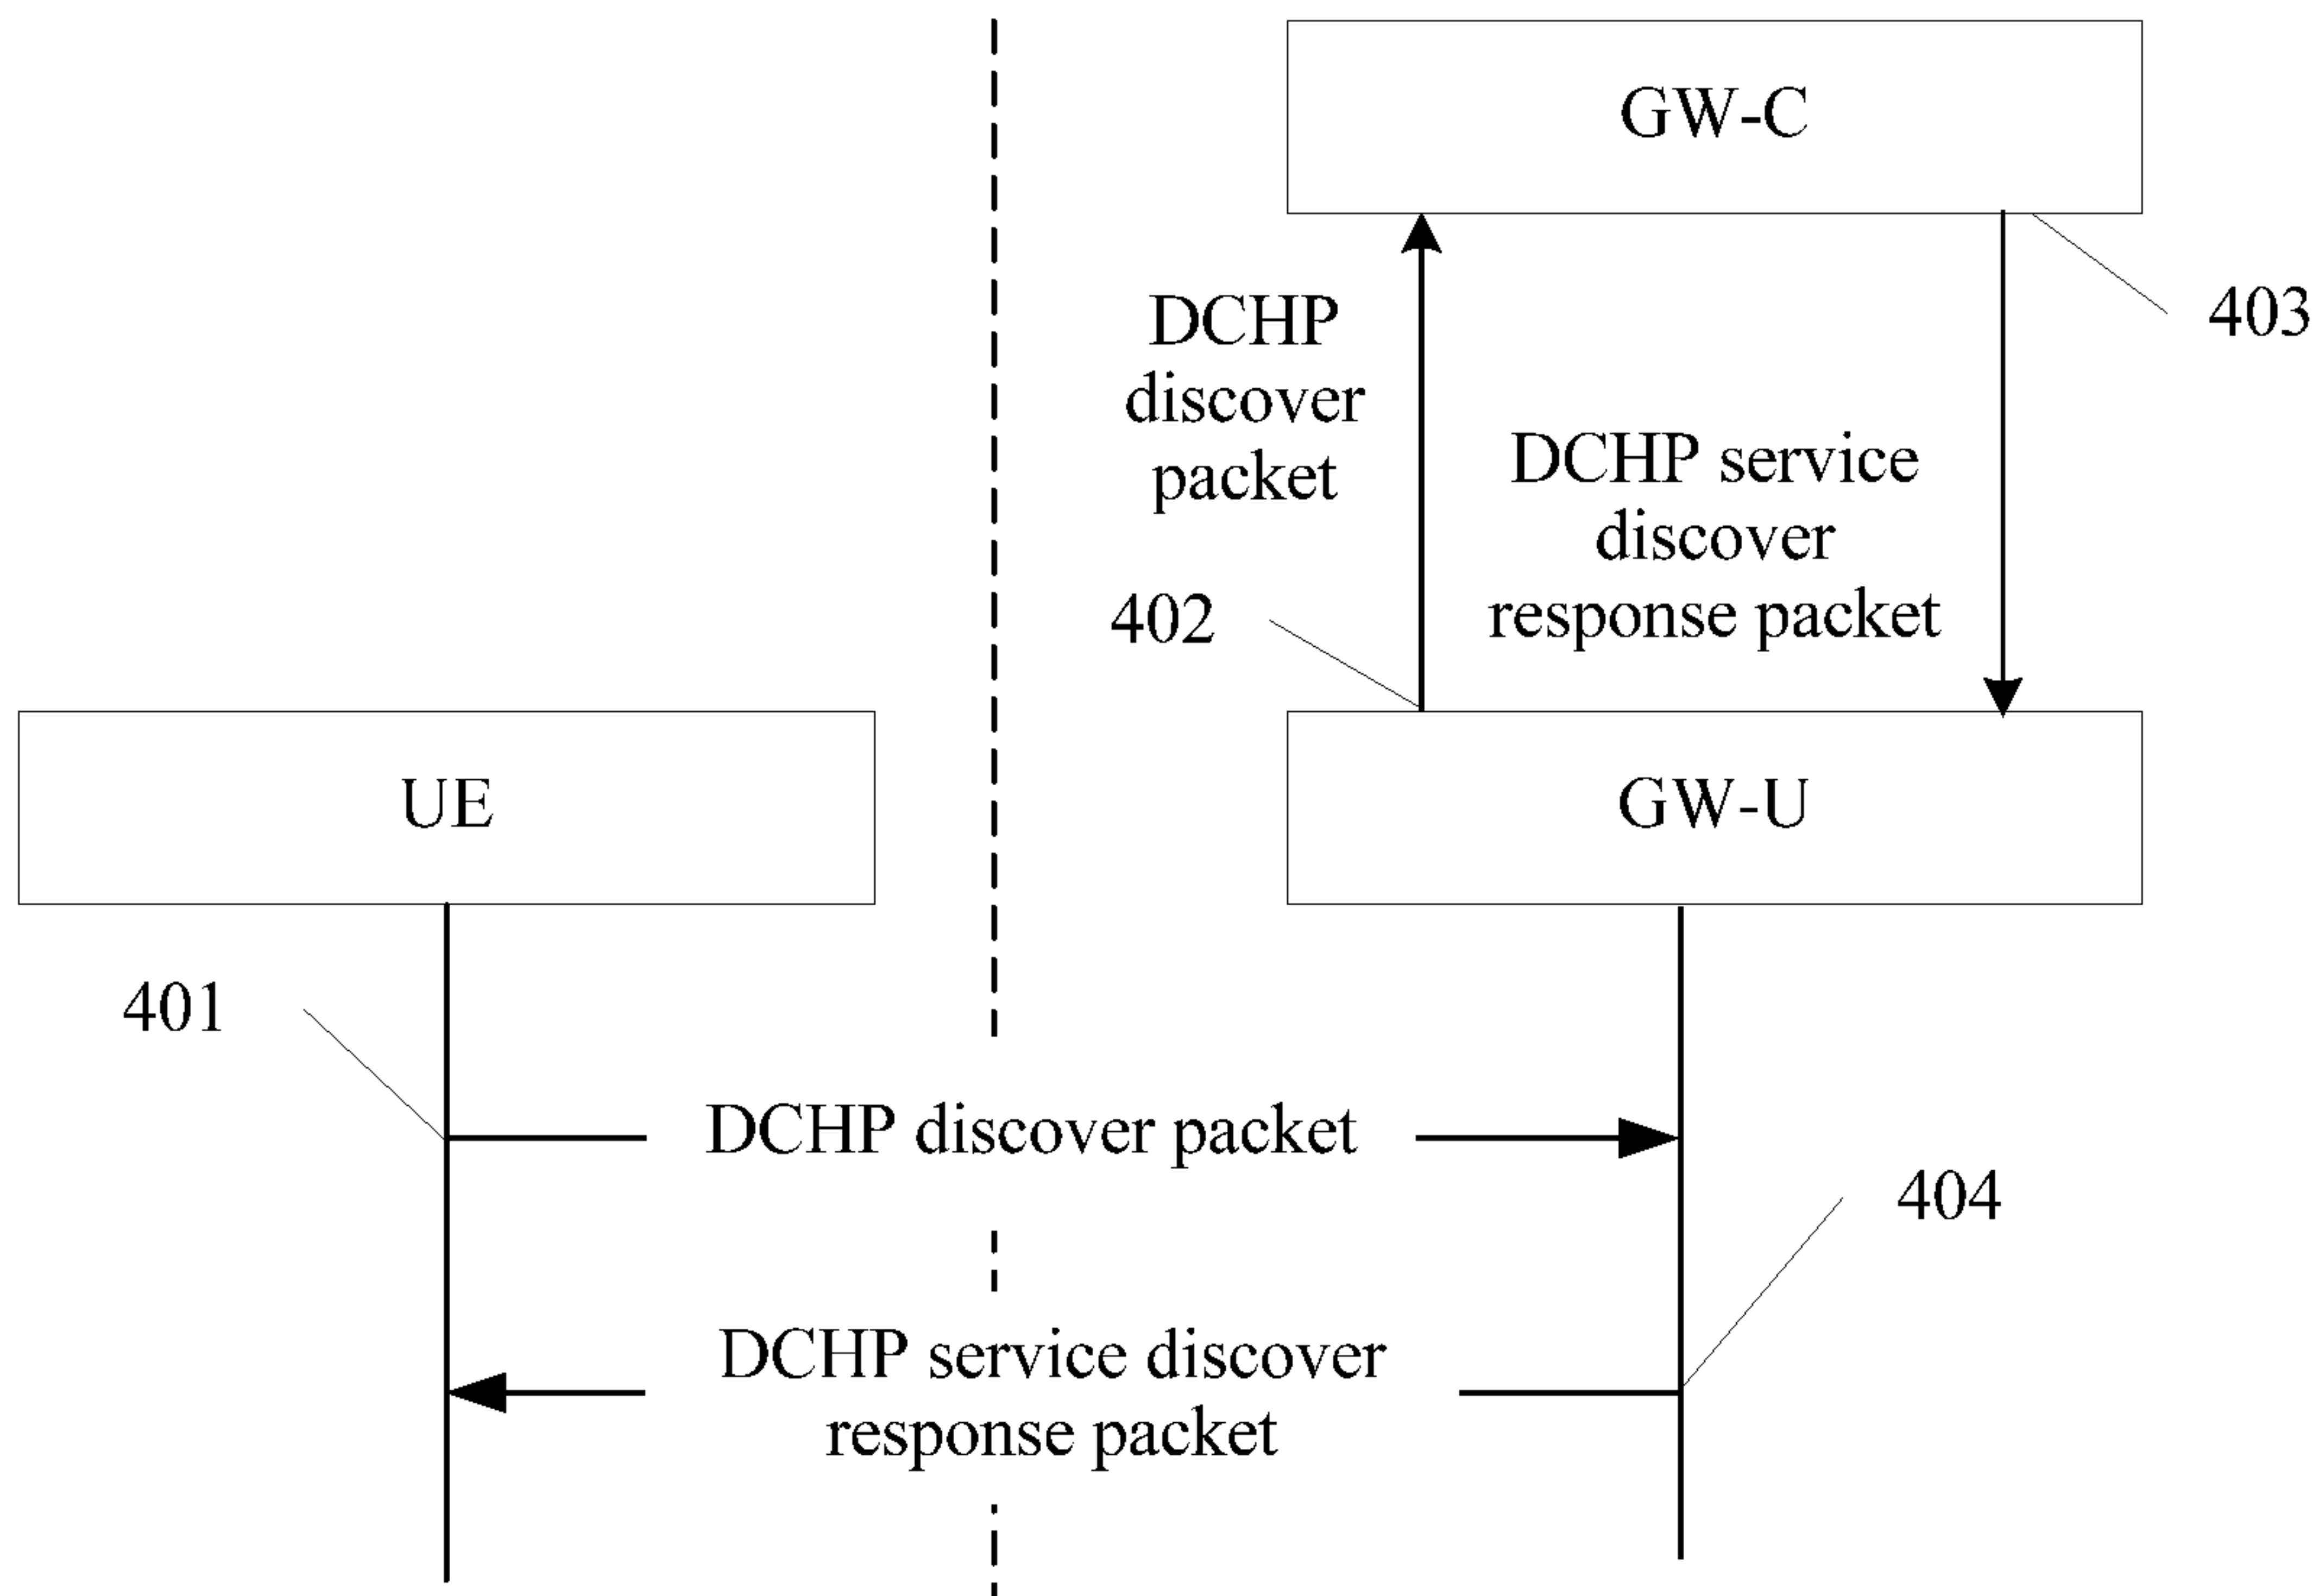 GW-C
403
DCHP
discover
packet
DCHP service
discover
response packet
402
UE
GW-U
401
DCHP discover packet
404
DCHP service discover
response packet